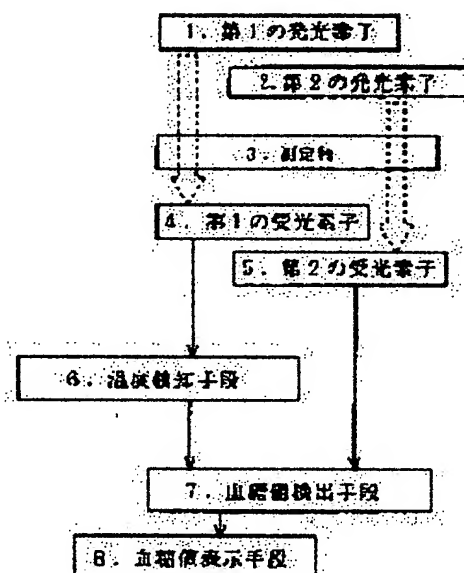 1. 第1の発光素子
2. 第2の発光素子
3. 測定物
4. 第1の受光素子
5. 第2の受光素子
6. 温度検知手段
7. 血糖値検出手段
8. 血糖値表示手段